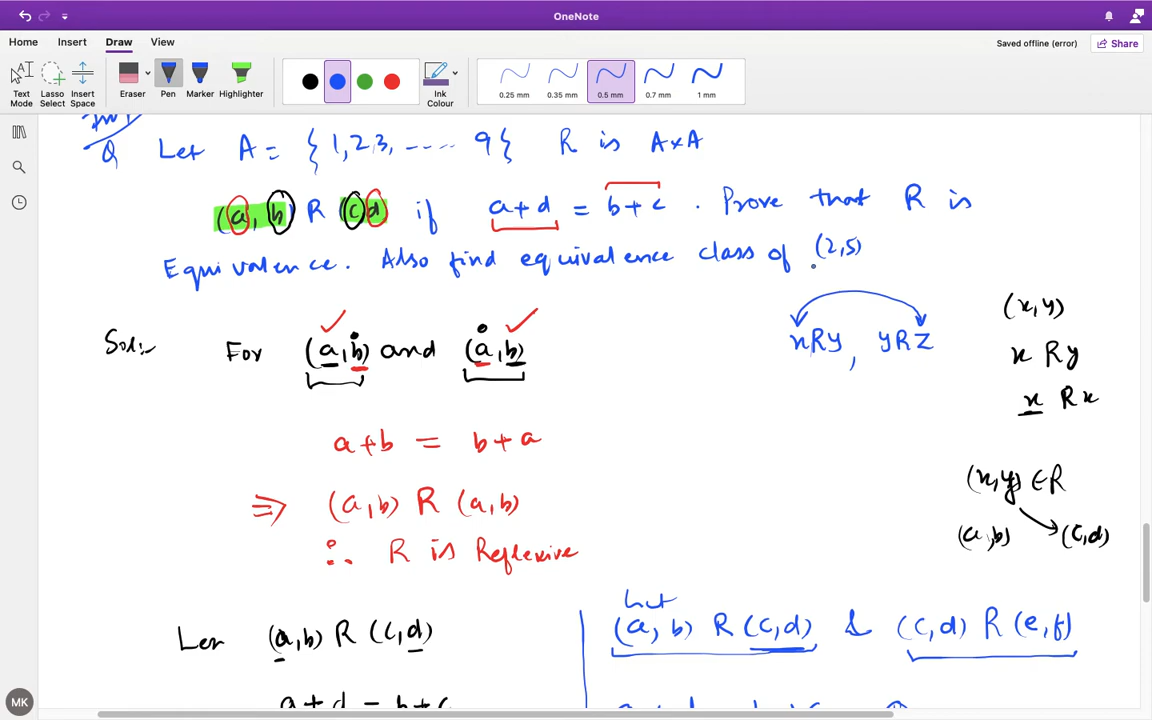 OneNote
Home Insert Draw View
Saved offline (error)
Share
Text Mode
Lasso Select
Insert Space
Eraser
Pen
Marker
Highlighter
Ink Colour
0.25 mm 0.35 mm 0.5 mm 0.7 mm 1 mm
Q Let A = {1,2,3, ..... 9} R is A×A
(a, b) R (c d) if a+d = b+c . Prove that R is
Equivalence. Also find equivalence class of (2,5)
Soln: For (a,b) and (a,b)
xRy, yRZ
(x,y)
x Ry
x Rx
a+b = b+a
⇒ (a,b) R (a,b)
∴ R is Reflexive
(x,y) ∈R
(a,b) (c,d)
Let (a,b) R (c,d)
a+d = b+c
Let
(a, b) R (c,d) & (c,d) R (e,f)
MK